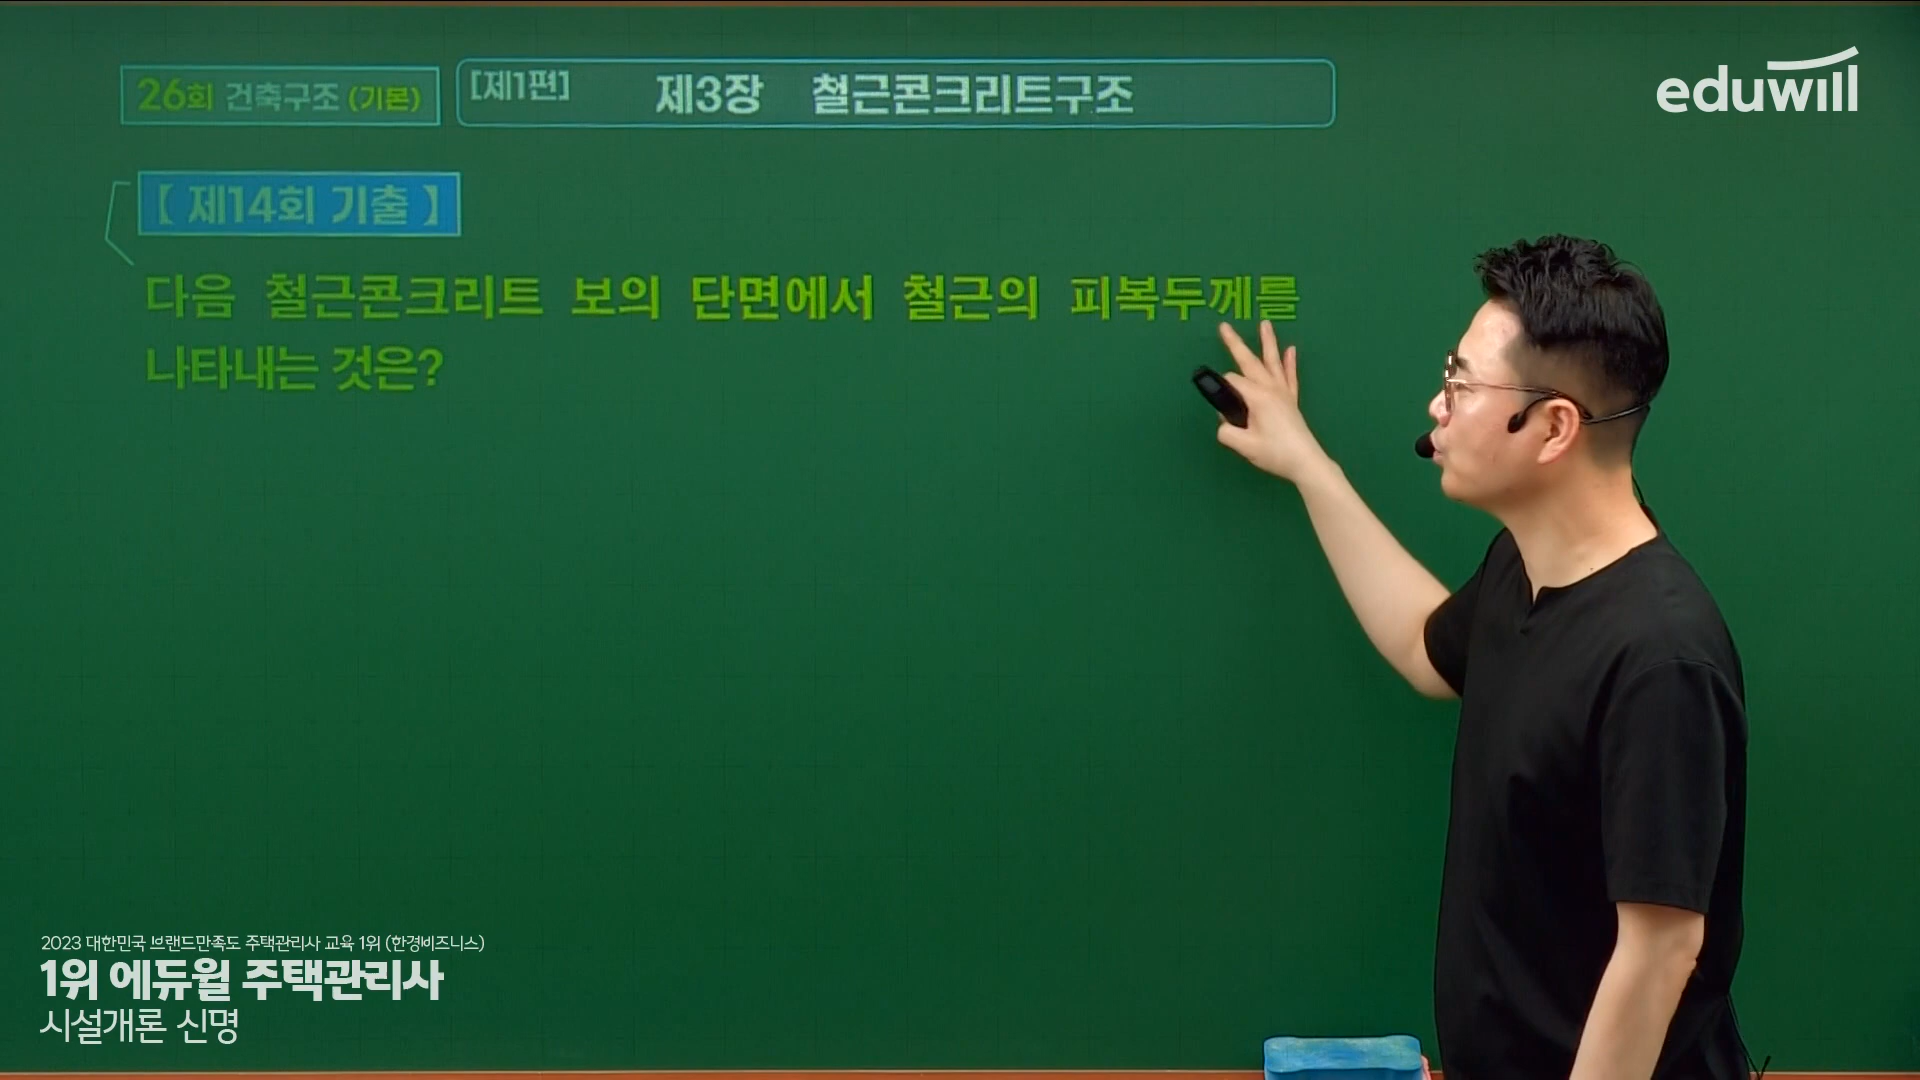 26회 건축구조 (기본)
[제1편] 제3장 철근콘크리트구조
eduwill
【 제14회 기출 】
다음 철근콘크리트 보의 단면에서 철근의 피복두께를
나타내는 것은?
2023 대한민국 브랜드만족도 주택관리사 교육 1위 (한경비즈니스)
1위 에듀윌 주택관리사
시설개론 신명